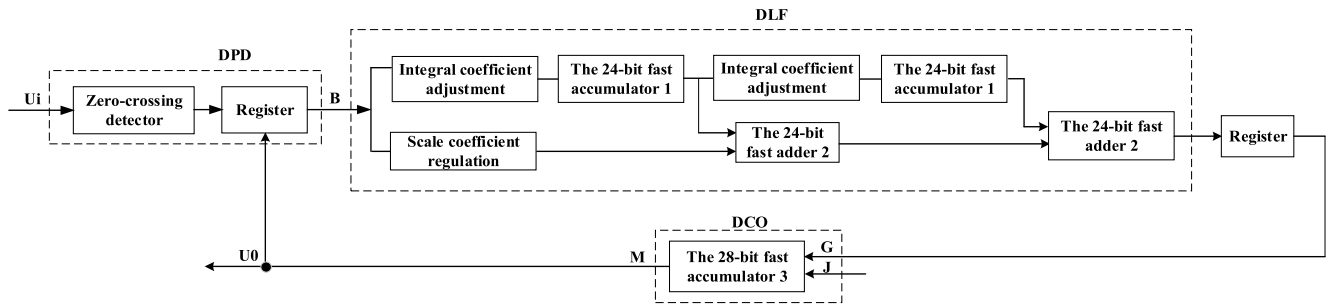 DLF
DPD
Integral coefficient
adjustment
The 24-bit fast
accumulator 1
Integral coefficient
adjustment
The 24-bit fast
accumulator 1
Ui
Zero-crossing
detector
Register
B
Scale coefficient
regulation
The 24-bit
fast adder 2
The 24-bit fast
adder 2
Register
DCO
U0
M
The 28-bit fast
accumulator 3
G
J